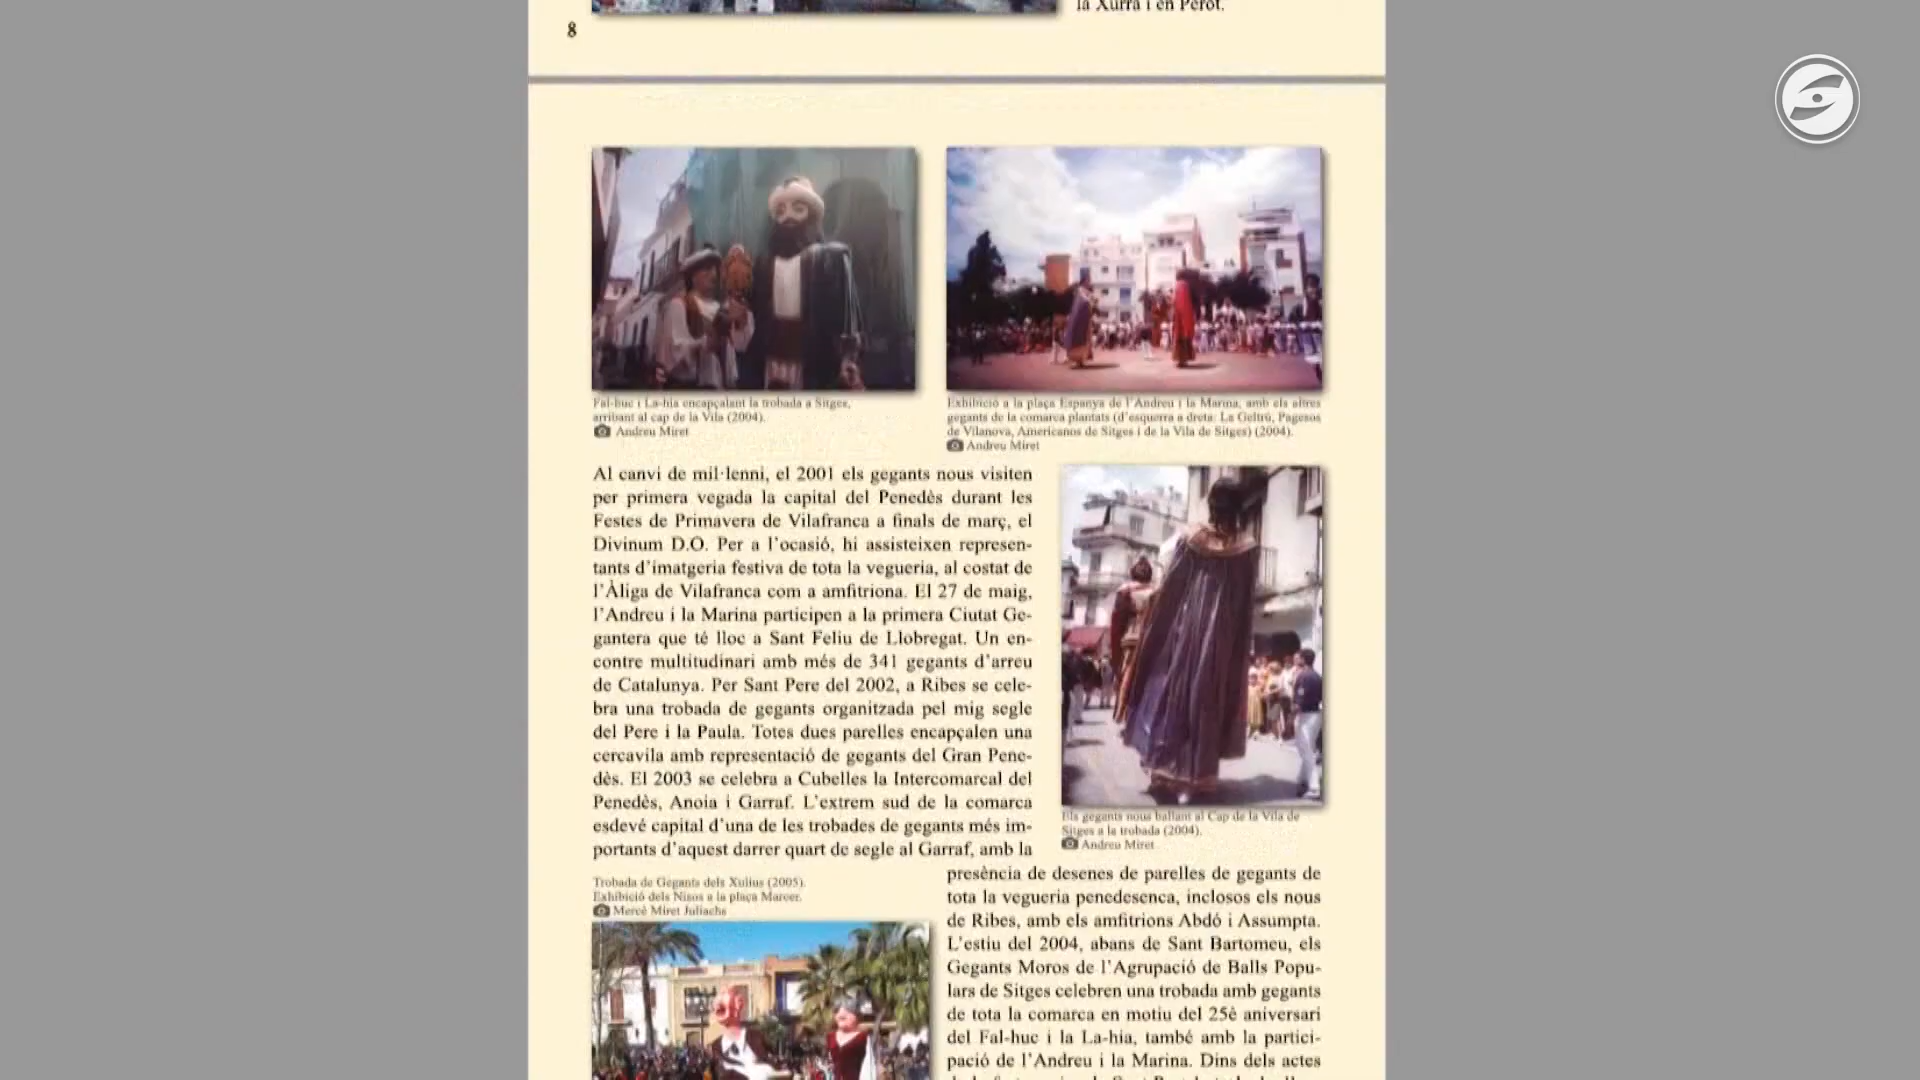 la Xurra i en Perot.
8
Fal-huc i La-hia encapçalant la trobada a Sitges,
arribant al cap de la Vila (2004).
Andreu Miret
Exhibició a la plaça Espanya de l'Andreu i la Marina, amb els altres
gegants de la comarca plantats (d'esquerra a dreta: La Geltrú, Pagesos
de Vilanova, Americanos de Sitges i de la Vila de Sitges) (2004).
Andreu Miret
Al canvi de mil·lenni, el 2001 els gegants nous visiten
per primera vegada la capital del Penedès durant les
Festes de Primavera de Vilafranca a finals de març, el
Divinum D.O. Per a l'ocasió, hi assisteixen represen-
tants d'imatgeria festiva de tota la vegueria, al costat de
l'Àliga de Vilafranca com a amfitriona. El 27 de maig,
l'Andreu i la Marina participen a la primera Ciutat Ge-
gantera que té lloc a Sant Feliu de Llobregat. Un en-
contre multitudinari amb més de 341 gegants d'arreu
de Catalunya. Per Sant Pere del 2002, a Ribes se cele-
bra una trobada de gegants organitzada pel mig segle
del Pere i la Paula. Totes dues parelles encapçalen una
cercavila amb representació de gegants del Gran Pene-
dès. El 2003 se celebra a Cubelles la Intercomarcal del
Penedès, Anoia i Garraf. L'extrem sud de la comarca
esdevé capital d'una de les trobades de gegants més im-
portants d'aquest darrer quart de segle al Garraf, amb la
Els gegants nous ballant al Cap de la Vila de
Sitges a la trobada (2004).
Andreu Miret
Trobada de Gegants dels Xulius (2005).
Exhibició dels Nisos a la plaça Marcer.
Mercè Miret Juliachs
presència de desenes de parelles de gegants de
tota la vegueria penedesenca, inclosos els nous
de Ribes, amb els amfitrions Abdó i Assumpta.
L'estiu del 2004, abans de Sant Bartomeu, els
Gegants Moros de l'Agrupació de Balls Popu-
lars de Sitges celebren una trobada amb gegants
de tota la comarca en motiu del 25è aniversari
del Fal-huc i la La-hia, també amb la partici-
pació de l'Andreu i la Marina. Dins dels actes